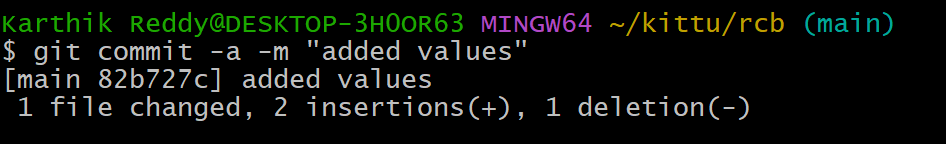 Karthik Reddy@DESKTOP-3HOOR63 MINGW64 ~/kittu/rcb (main)
$ git commit -a -m "added values"
[main 82b727c] added values
 1 file changed, 2 insertions(+), 1 deletion(-)